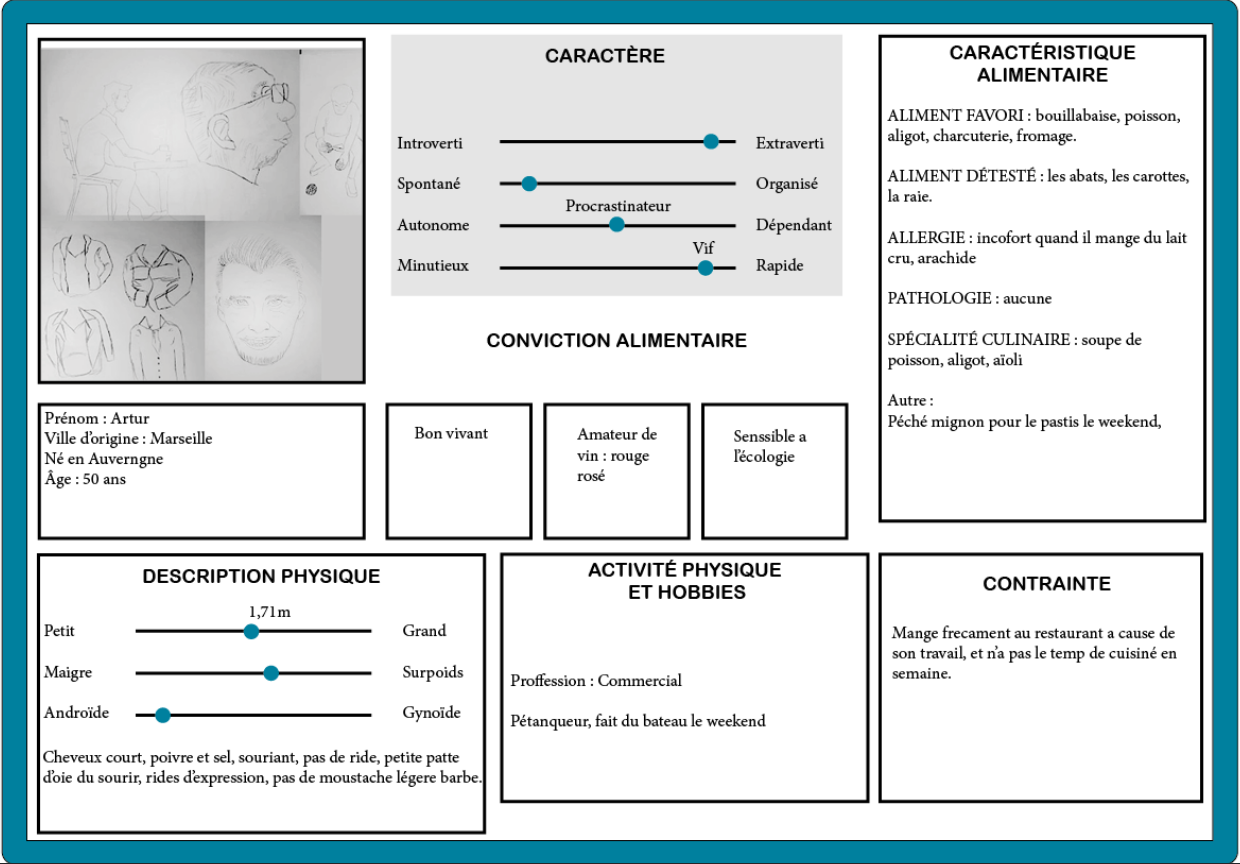 CARACTÈRE
Introverti
Extraverti
Spontané
Organisé
Procrastinateur
Autonome
Dépendant
Vif
Minutieux
Rapide
CARACTÉRISTIQUE
ALIMENTAIRE
ALIMENT FAVORI : bouillabaise, poisson,
aligot, charcuterie, fromage.
ALIMENT DÉTESTÉ : les abats, les carottes,
la raie.
ALLERGIE : incofort quand il mange du lait
cru, arachide
PATHOLOGIE : aucune
SPÉCIALITÉ CULINAIRE : soupe de
poisson, aligot, aïoli
Autre :
Péché mignon pour le pastis le weekend,
CONVICTION ALIMENTAIRE
Prénom : Artur
Ville d'origine : Marseille
Né en Auverngne
Âge : 50 ans
Bon vivant
Amateur de
vin : rouge
rosé
Senssible a
l'écologie
DESCRIPTION PHYSIQUE
1,71m
Petit
Grand
Maigre
Surpoids
Androïde
Gynoïde
Cheveux court, poivre et sel, souriant, pas de ride, petite patte
d'oie du sourir, rides d'expression, pas de moustache légere barbe.
ACTIVITÉ PHYSIQUE
ET HOBBIES
Proffession : Commercial
Pétanqueur, fait du bateau le weekend
CONTRAINTE
Mange frecament au restaurant a cause de
son travail, et n'a pas le temp de cuisiné en
semaine.